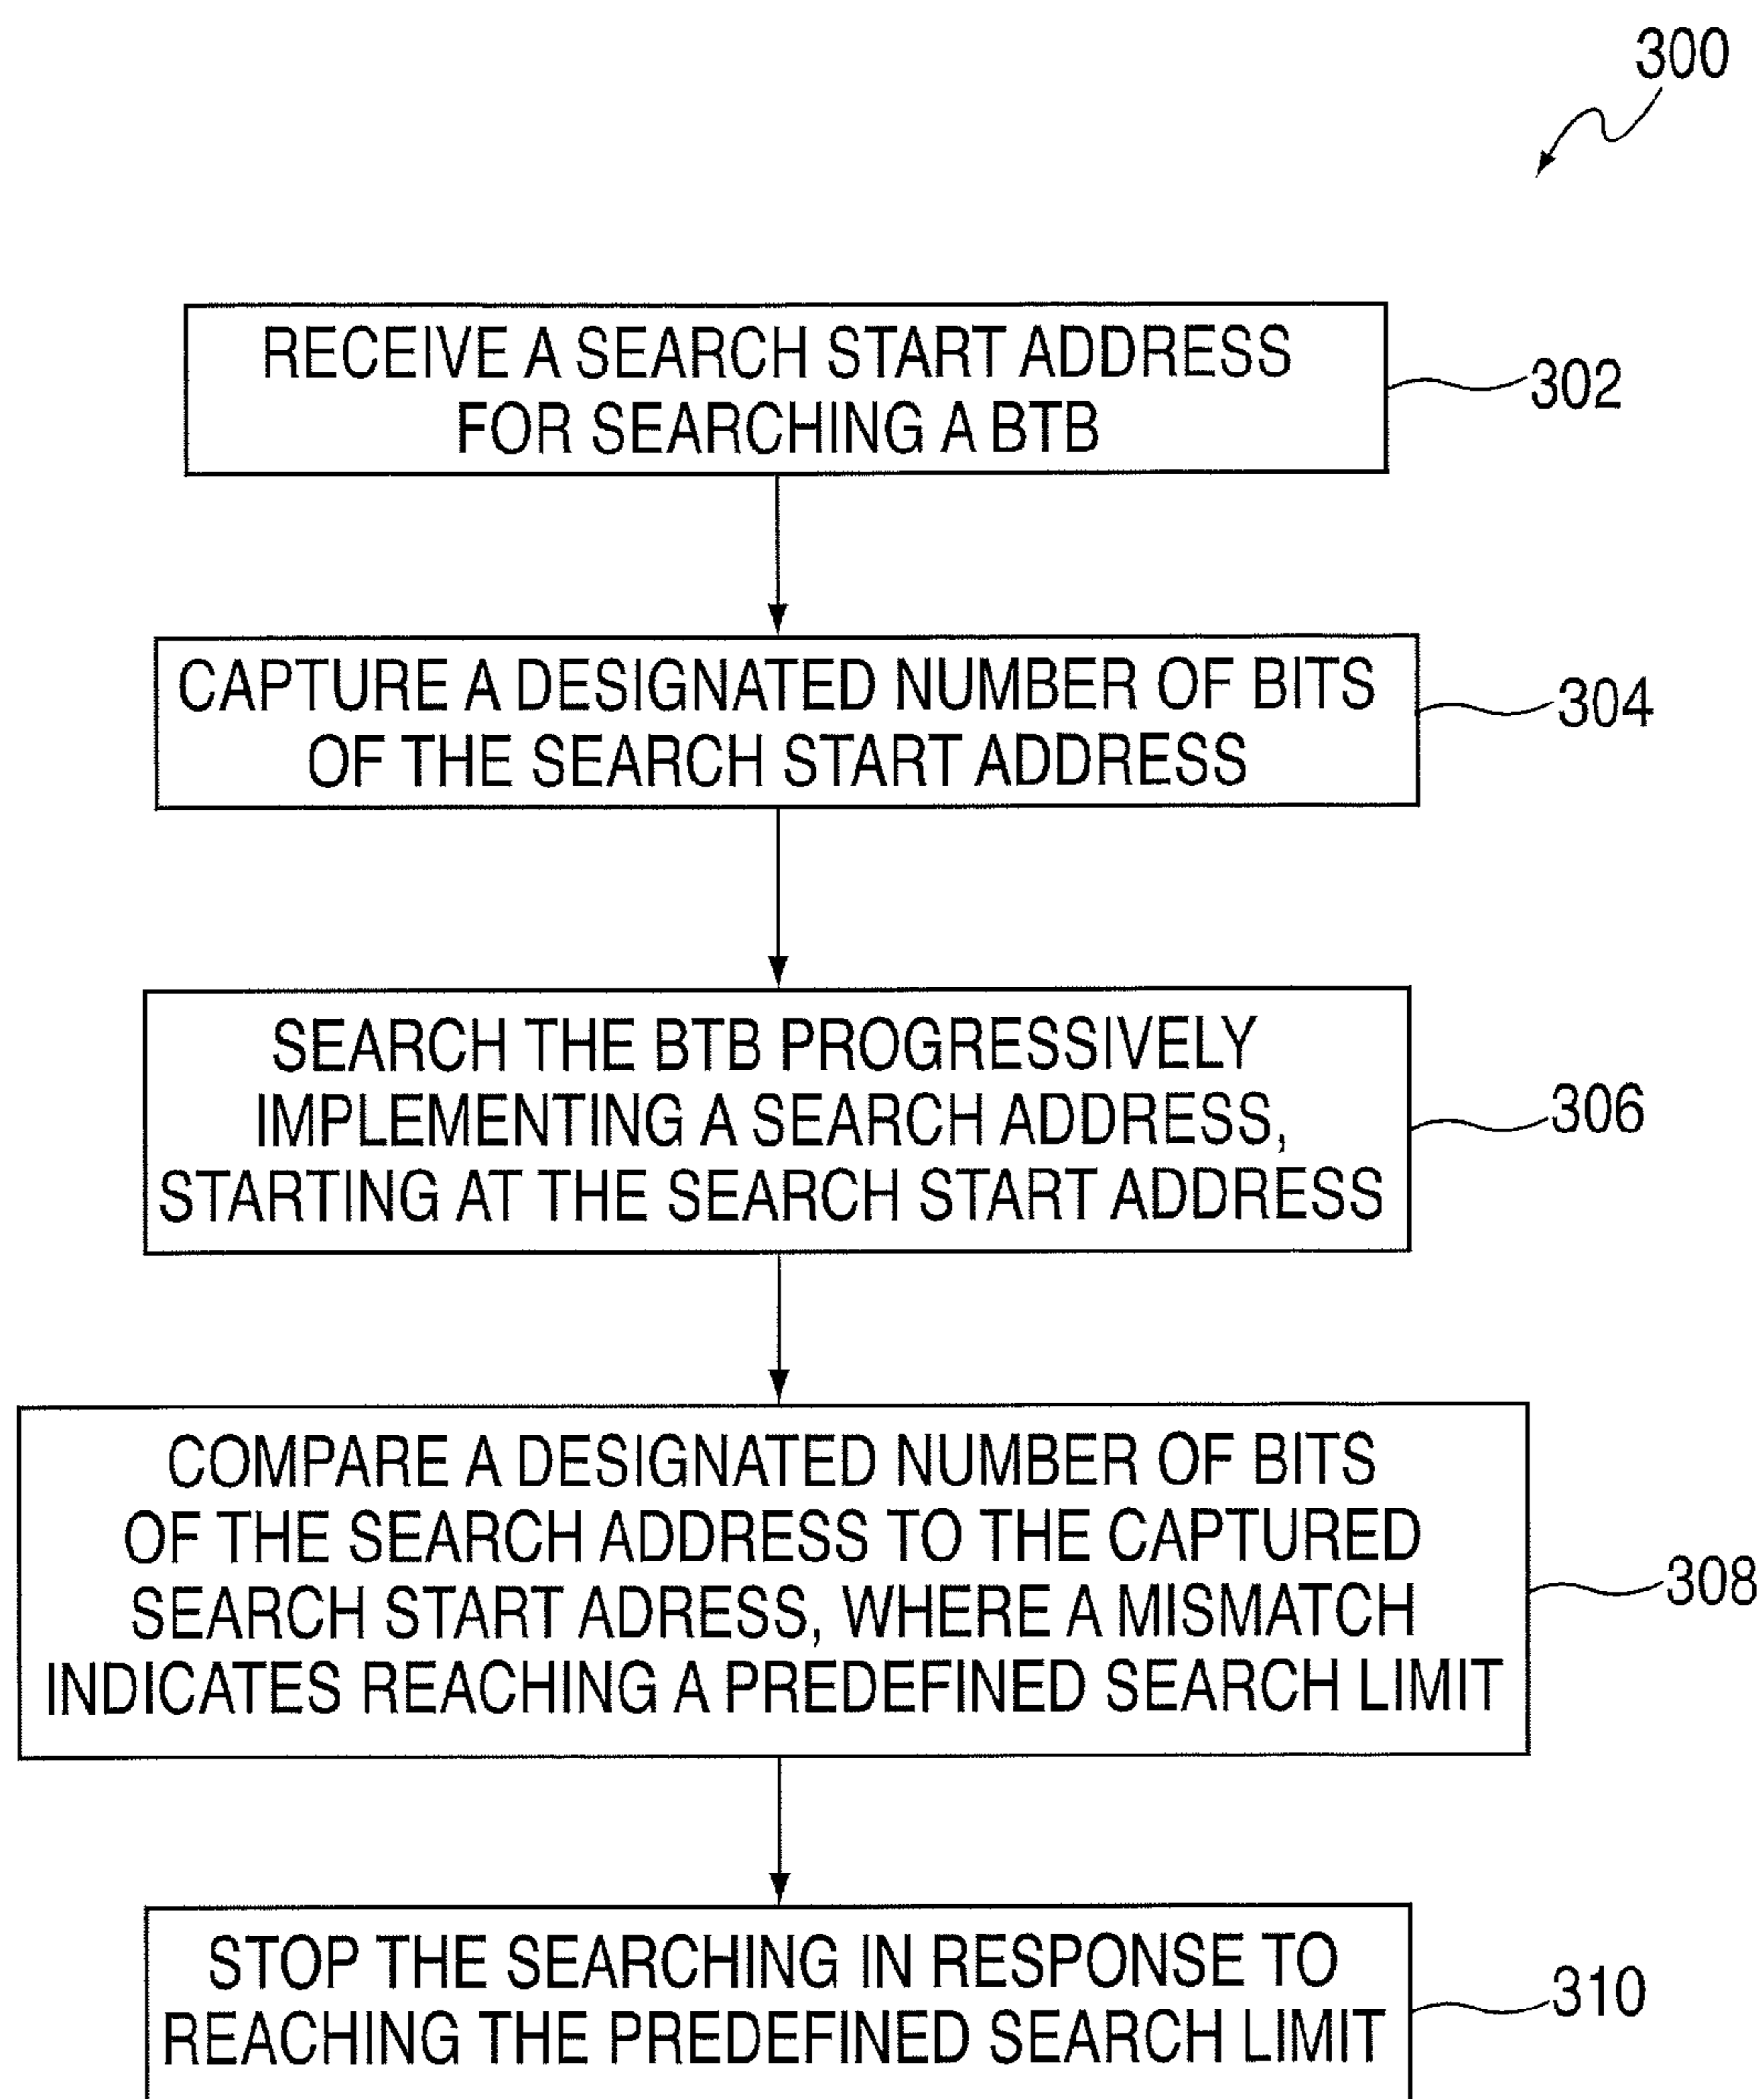 300
RECEIVE A SEARCH START ADDRESS
FOR SEARCHING A BTB
302
CAPTURE A DESIGNATED NUMBER OF BITS
OF THE SEARCH START ADDRESS
304
SEARCH THE BTB PROGRESSIVELY
IMPLEMENTING A SEARCH ADDRESS,
STARTING AT THE SEARCH START ADDRESS
306
COMPARE A DESIGNATED NUMBER OF BITS
OF THE SEARCH ADDRESS TO THE CAPTURED
SEARCH START ADRESS, WHERE A MISMATCH
INDICATES REACHING A PREDEFINED SEARCH LIMIT
308
STOP THE SEARCHING IN RESPONSE TO
REACHING THE PREDEFINED SEARCH LIMIT
310